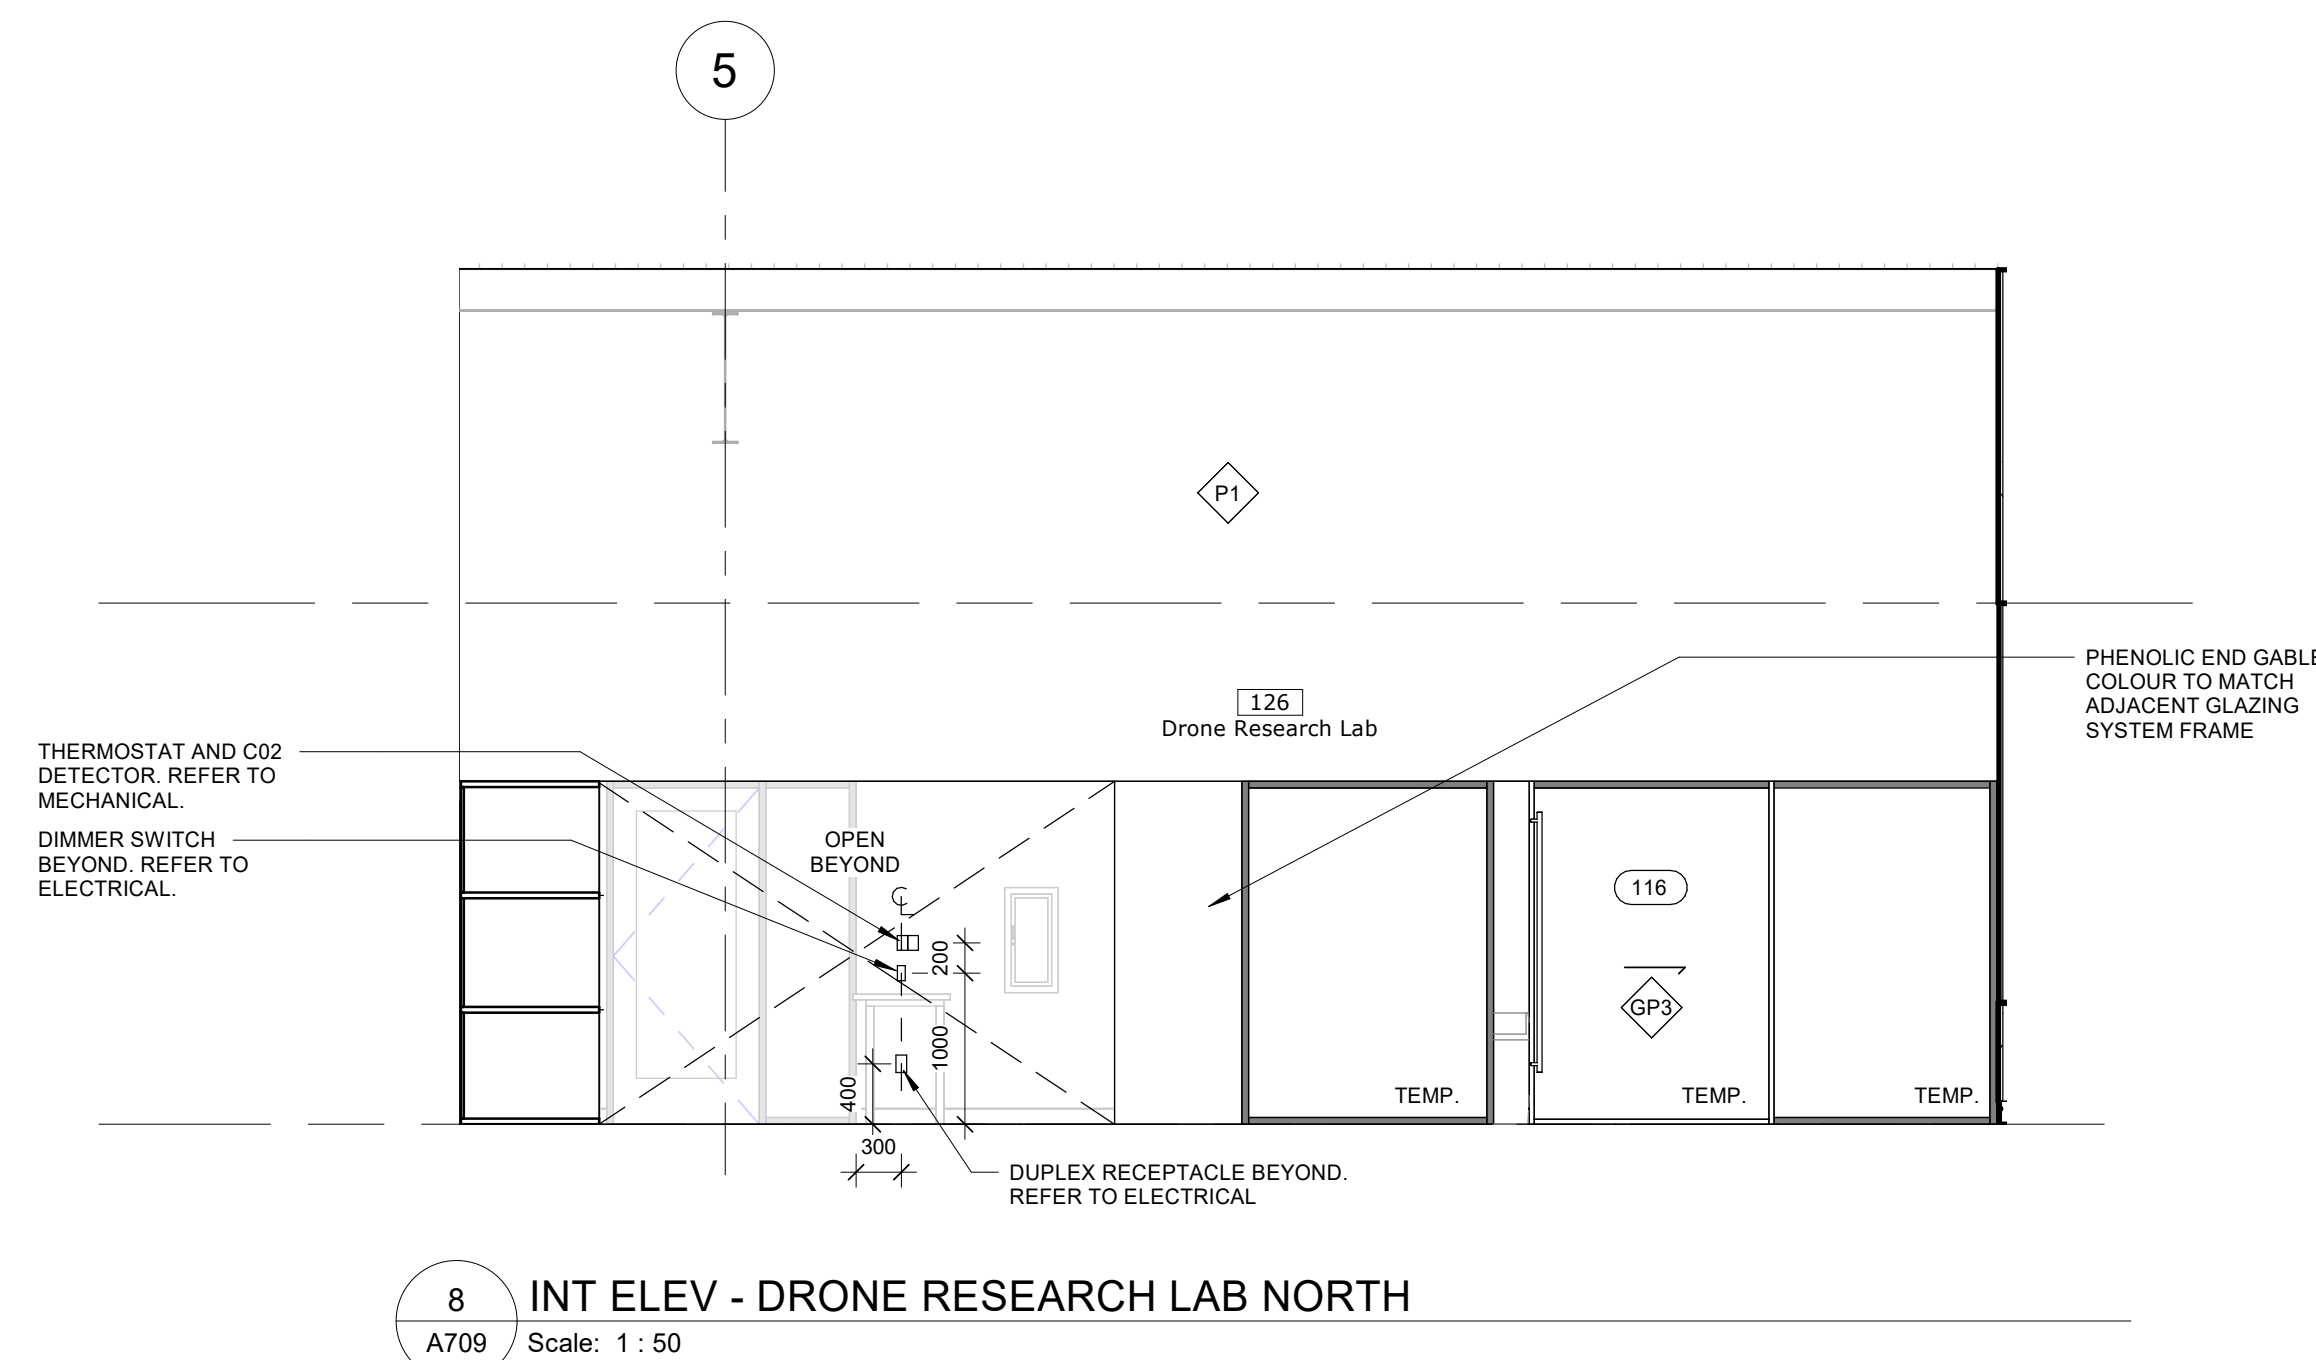 5
P1
PHENOLIC END GABLE
COLOUR TO MATCH
ADJACENT GLAZING
SYSTEM FRAME
126
Drone Research Lab
THERMOSTAT AND C02
DETECTOR. REFER TO
MECHANICAL.
DIMMER SWITCH
BEYOND. REFER TO
ELECTRICAL.
OPEN
BEYOND
116
200
GP3
1000
400
TEMP.
TEMP.
TEMP.
300
DUPLEX RECEPTACLE BEYOND.
REFER TO ELECTRICAL
8
INT ELEV - DRONE RESEARCH LAB NORTH
A709
Scale: 1 : 50